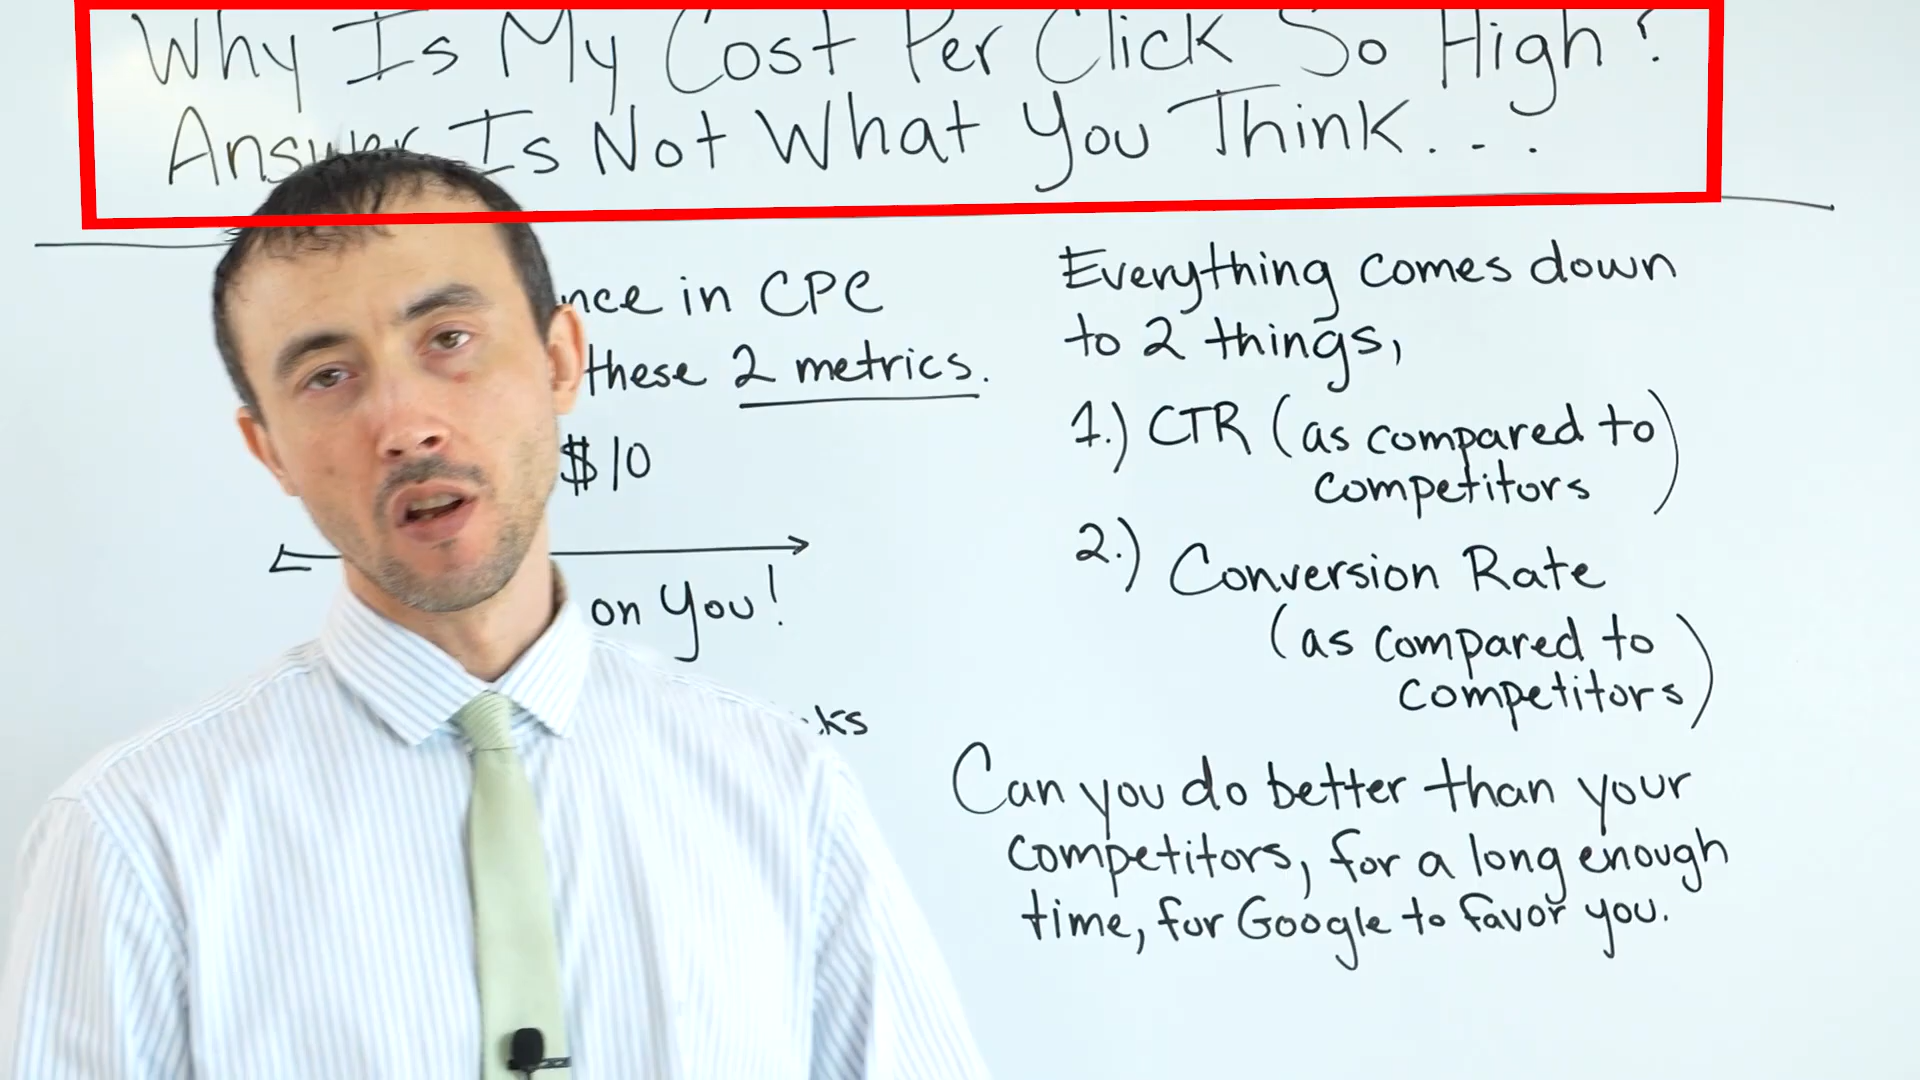 Why Is My Cost Per Click So High?
Answer Is Not What You Think...
in CPC
these 2 metrics.
$10
on You!
Everything comes down
to 2 things,
1.) CTR (as compared to
competitors)
2.) Conversion Rate
(as compared to
competitors)
Can you do better than your
competitors, for a long enough
time, for Google to favor you.